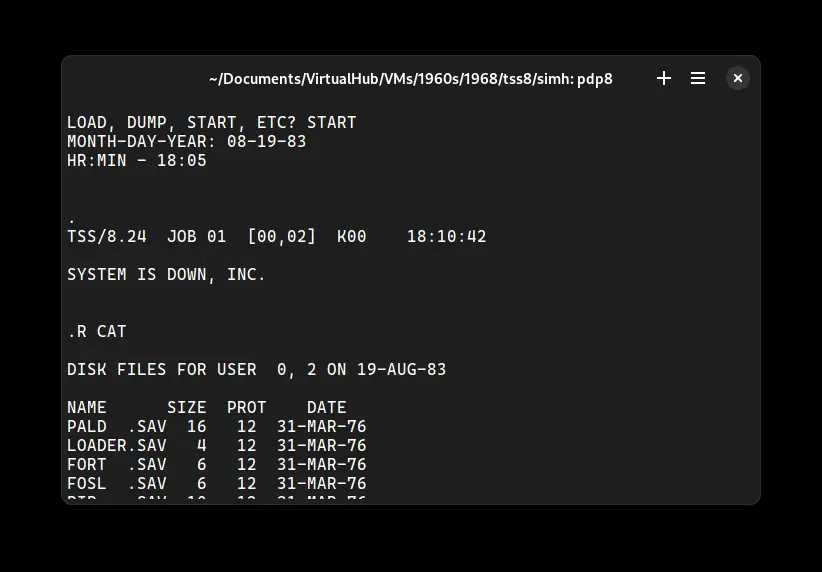 ~/Documents/VirtualHub/VMs/1960s/1968/tss8/simh: pdp8
LOAD, DUMP, START, ETC? START
MONTH-DAY-YEAR: 08-19-83
HR:MIN - 18:05
.
TSS/8.24  JOB 01  [00,02]  K00    18:10:42
SYSTEM IS DOWN, INC.
.R CAT
DISK FILES FOR USER  0, 2 ON 19-AUG-83
NAME      SIZE  PROT    DATE
PALD  .SAV  16   12  31-MAR-76
LOADER.SAV   4   12  31-MAR-76
FORT  .SAV   6   12  31-MAR-76
FOSL  .SAV   6   12  31-MAR-76